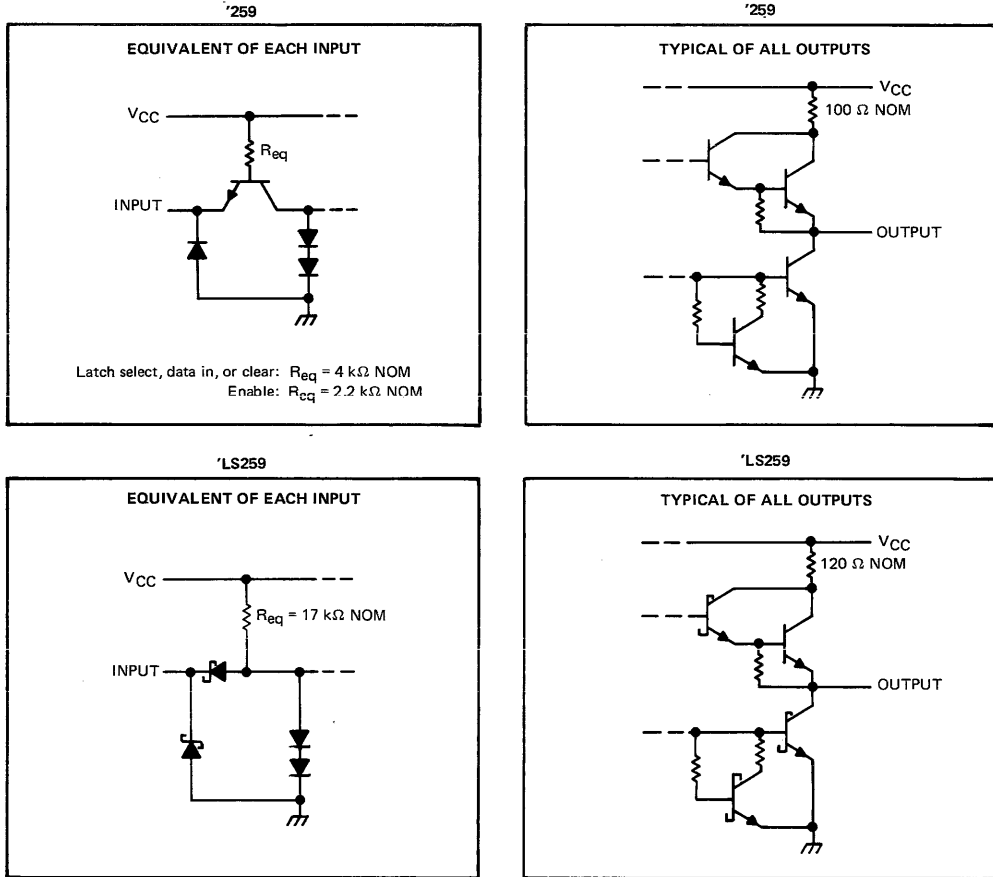 '259
EQUIVALENT OF EACH INPUT
VCC
Req
INPUT
Latch select, data in, or clear: Req = 4 kΩ NOM
Enable: Req = 2.2 kΩ NOM
'259
TYPICAL OF ALL OUTPUTS
VCC
100 Ω NOM
OUTPUT
'LS259
EQUIVALENT OF EACH INPUT
VCC
Req = 17 kΩ NOM
INPUT
'LS259
TYPICAL OF ALL OUTPUTS
VCC
120 Ω NOM
OUTPUT